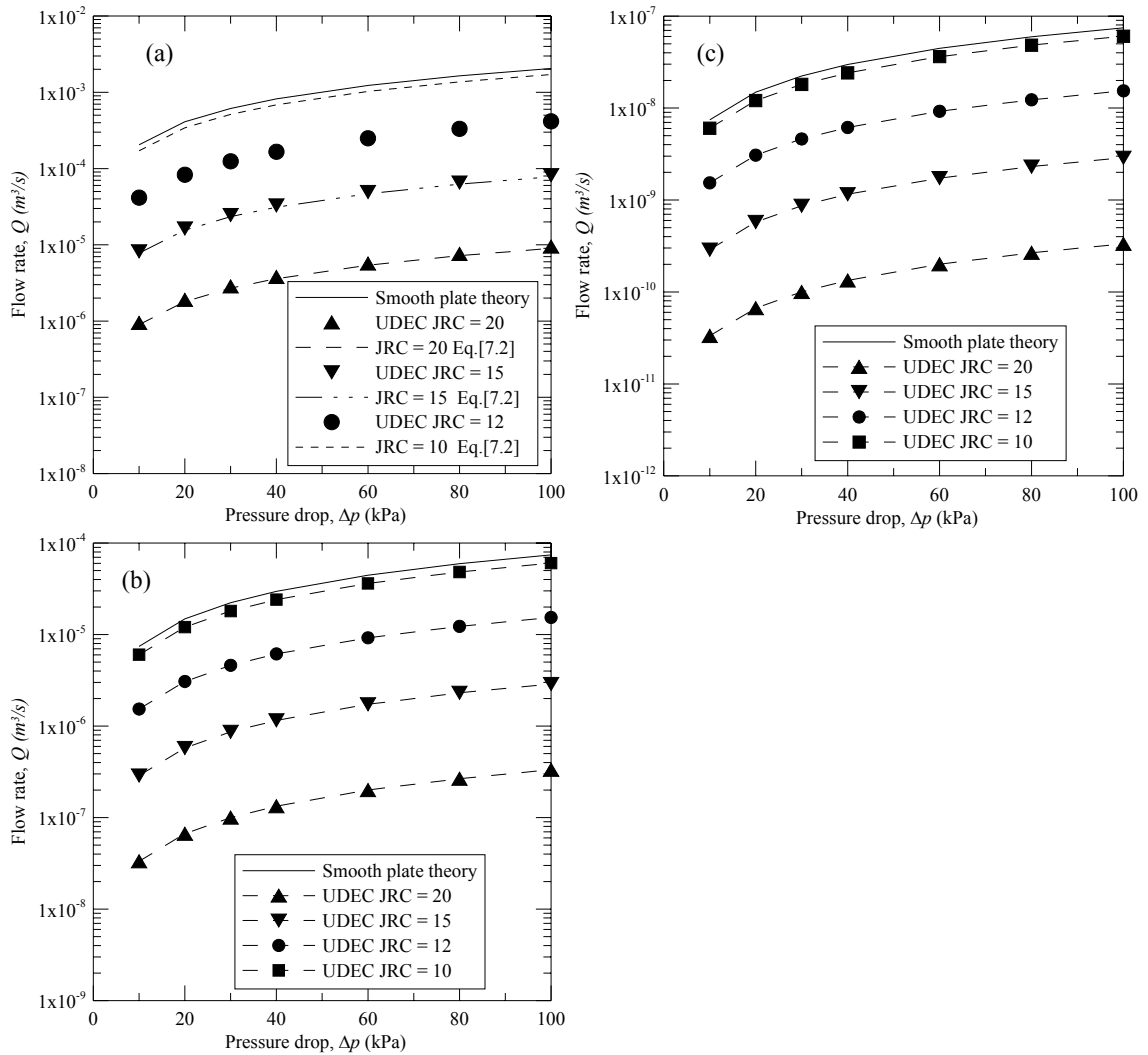 (a)
Flow rate, Q (m³/s)
1x10⁻²
1x10⁻³
1x10⁻⁴
1x10⁻⁵
1x10⁻⁶
1x10⁻⁷
1x10⁻⁸
Smooth plate theory
UDEC JRC = 20
JRC = 20 Eq.[7.2]
UDEC JRC = 15
JRC = 15 Eq.[7.2]
UDEC JRC = 12
JRC = 10 Eq.[7.2]
0 20 40 60 80 100
Pressure drop, Δp (kPa)
(c)
Flow rate, Q (m³/s)
1x10⁻⁷
1x10⁻⁸
1x10⁻⁹
1x10⁻¹⁰
1x10⁻¹¹
1x10⁻¹²
Smooth plate theory
UDEC JRC = 20
UDEC JRC = 15
UDEC JRC = 12
UDEC JRC = 10
0 20 40 60 80 100
Pressure drop, Δp (kPa)
(b)
Flow rate, Q (m³/s)
1x10⁻⁴
1x10⁻⁵
1x10⁻⁶
1x10⁻⁷
1x10⁻⁸
1x10⁻⁹
Smooth plate theory
UDEC JRC = 20
UDEC JRC = 15
UDEC JRC = 12
UDEC JRC = 10
0 20 40 60 80 100
Pressure drop, Δp (kPa)